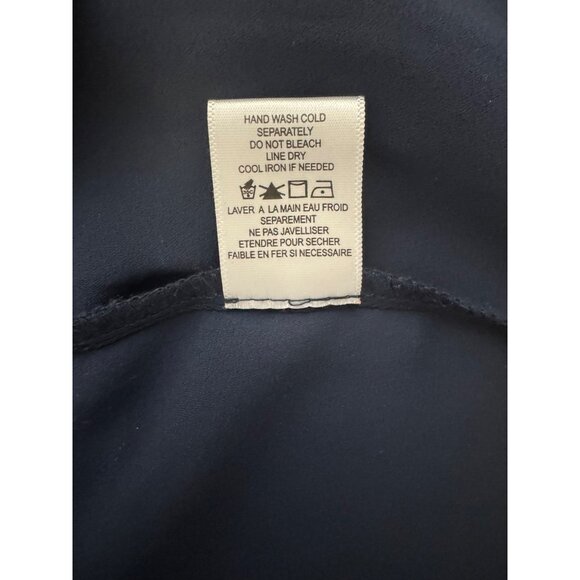 HAND WASH COLD
SEPARATELY
DO NOT BLEACH
LINE DRY
COOL IRON IF NEEDED
LAVER A LA MAIN EAU FROID
SEPAREMENT
NE PAS JAVELLISER
ETENDRE POUR SECHER
FAIBLE EN FER SI NECESSAIRE